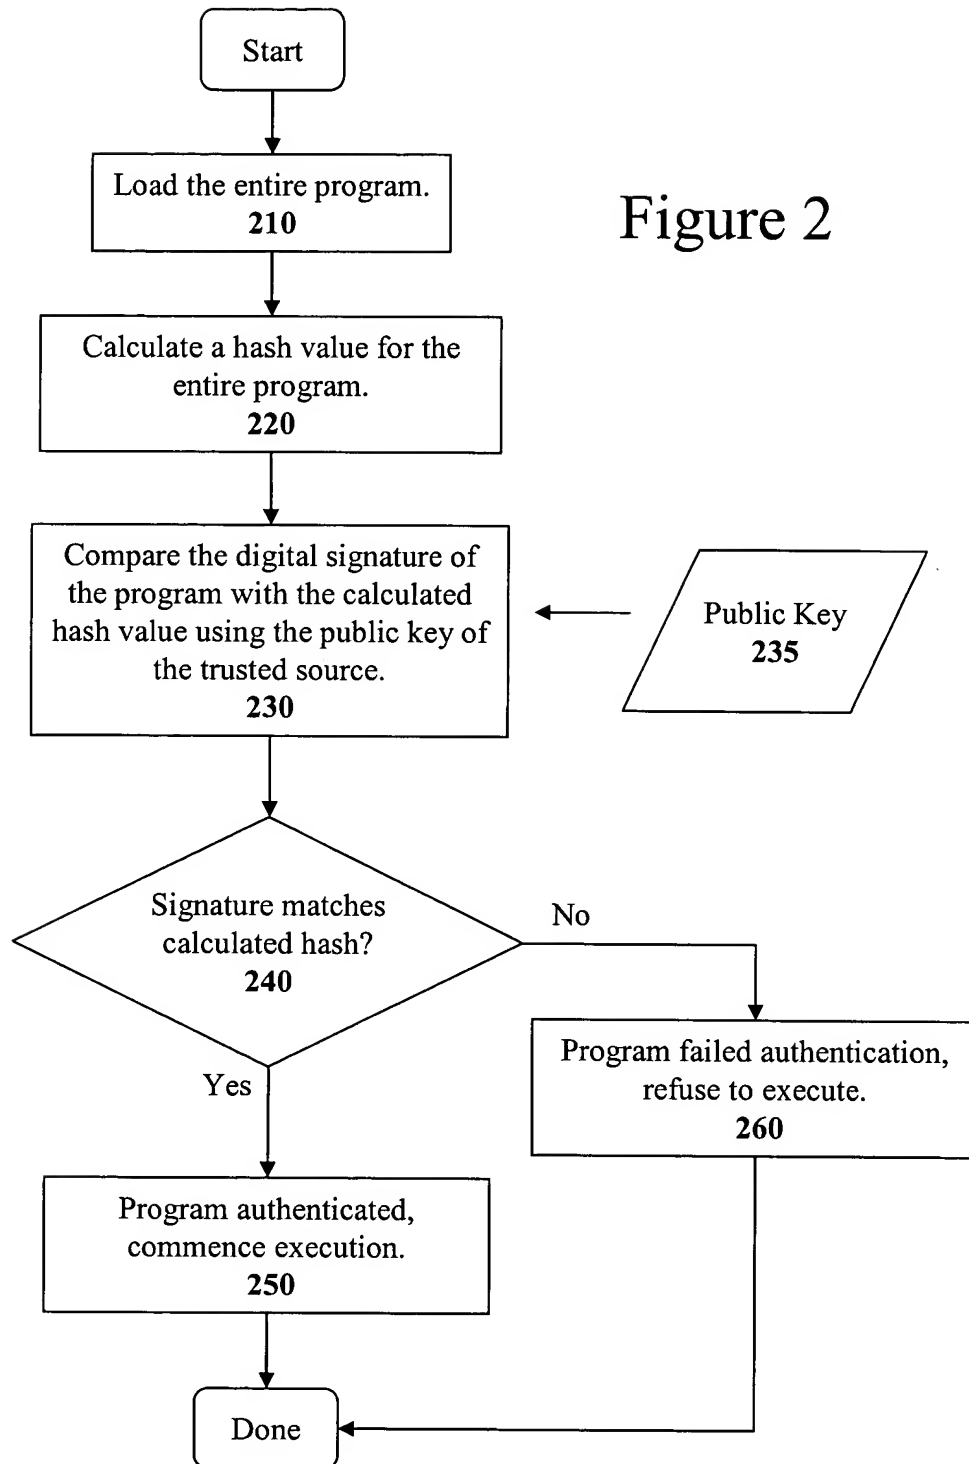 Start
Load the entire program.
210
Figure 2
Calculate a hash value for the
entire program.
220
Compare the digital signature of
the program with the calculated
hash value using the public key of
the trusted source.
230
Public Key
235
Signature matches
calculated hash?
240
No
Yes
Program failed authentication,
refuse to execute.
260
Program authenticated,
commence execution.
250
Done